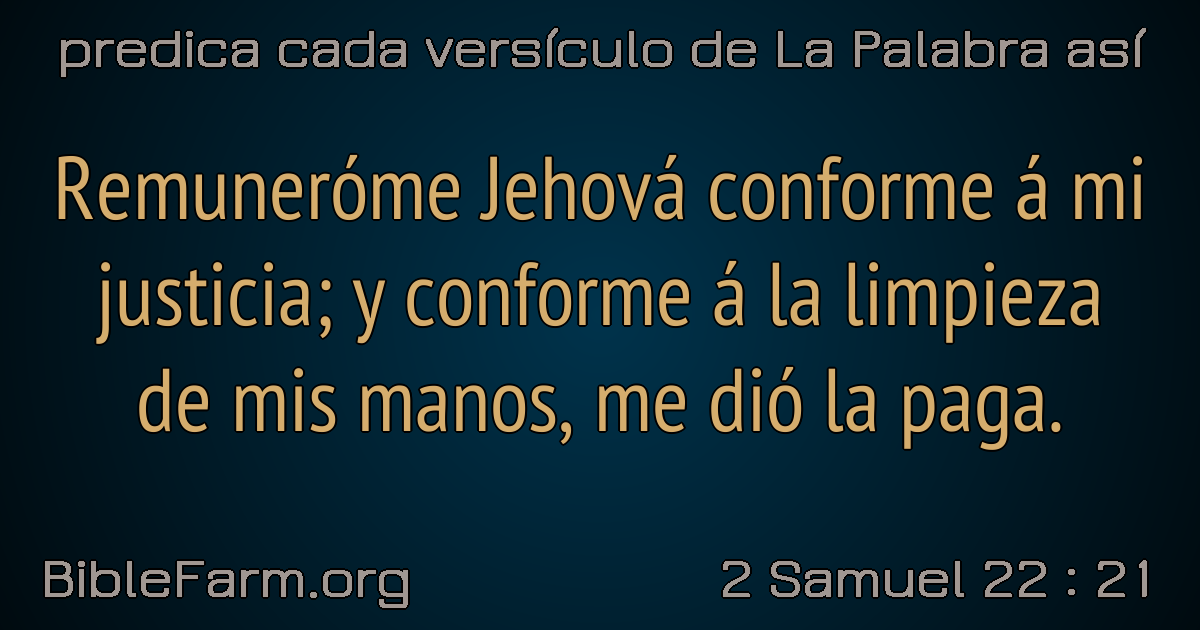 predica cada versículo de La Palabra así
Remuneróme Jehová conforme á mi
justicia; y conforme á la limpieza
de mis manos, me dió la paga.
BibleFarm.org
2 Samuel 22 : 21